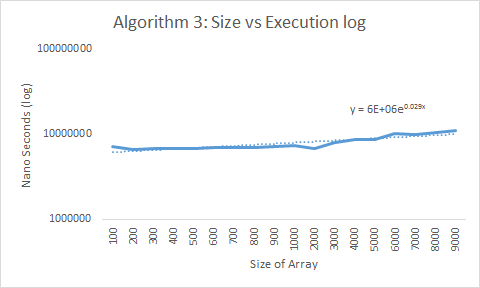 Algorithm 3: Size vs Execution log
100000000
10000000
1000000
Nano Seconds (log)
y = 6E+06e^0.029x
100 200 300 400 500 600 700 800 900 1000 2000 3000 4000 5000 6000 7000 8000 9000
Size of Array